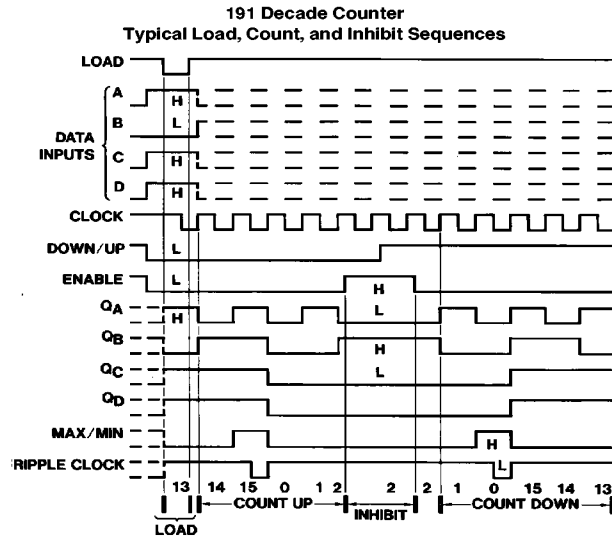 191 Decade Counter
Typical Load, Count, and Inhibit Sequences
LOAD
A H
B L
DATA INPUTS
C H
D H
CLOCK
DOWN/UP L
ENABLE L H
QA H L
QB H
QC L
QD
MAX/MIN H
RIPPLE CLOCK L
13 14 15 0 1 2 2 2 1 0 15 14 13
COUNT UP INHIBIT COUNT DOWN
LOAD